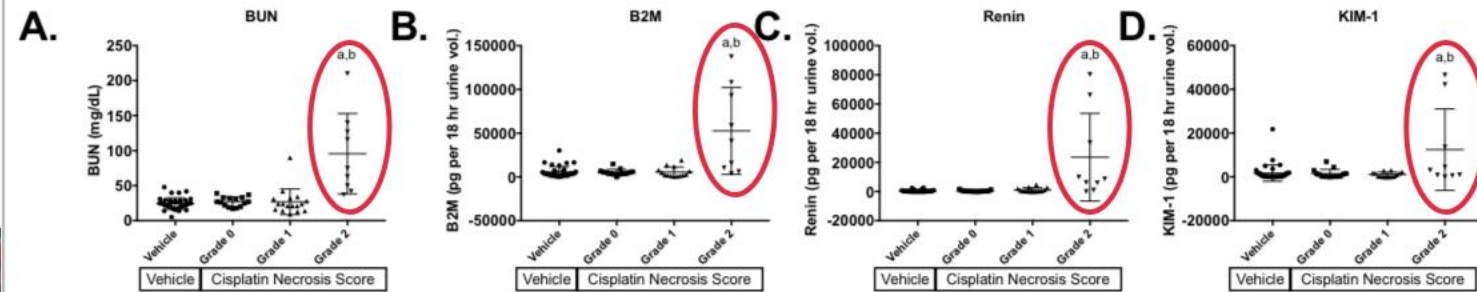 A.
BUN
BUN (mg/dL)
250
200
150
100
50
0
a,b
Vehicle
Grade 0
Grade 1
Grade 2
Vehicle
Cisplatin Necrosis Score
B.
B2M
B2M (pg per 18 hr urine vol.)
150000
100000
50000
0
-50000
a,b
Vehicle
Grade 0
Grade 1
Grade 2
Vehicle
Cisplatin Necrosis Score
C.
Renin
Renin (pg per 18 hr urine vol.)
100000
80000
60000
40000
20000
0
-20000
a,b
Vehicle
Grade 0
Grade 1
Grade 2
Vehicle
Cisplatin Necrosis Score
D.
KIM-1
KIM-1 (pg per 18 hr urine vol.)
60000
40000
20000
0
-20000
a,b
Vehicle
Grade 0
Grade 1
Grade 2
Vehicle
Cisplatin Necrosis Score